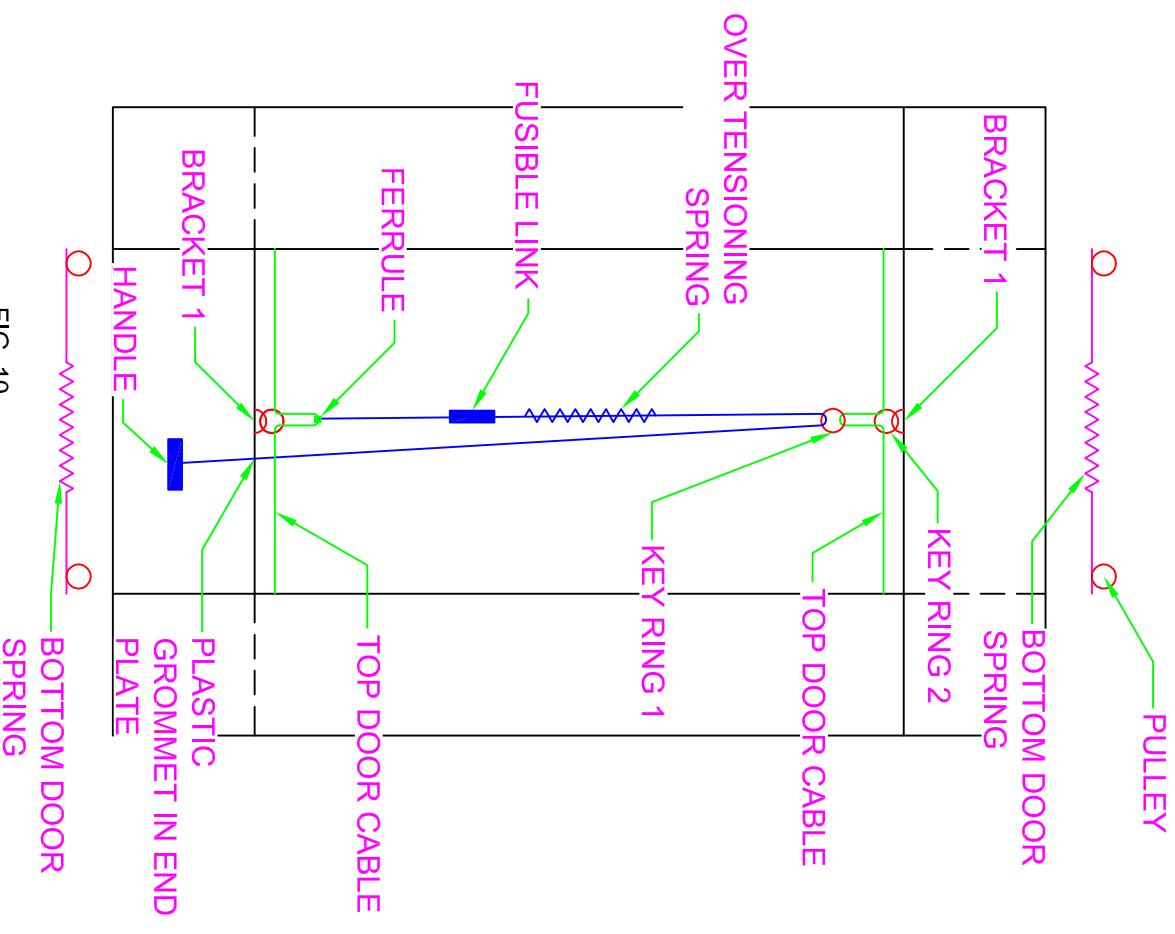 PULLEY
BOTTOM DOOR
SPRING
BRACKET 1
KEY RING 2
TOP DOOR CABLE
OVER TENSIONING
SPRING
KEY RING 1
FUSIBLE LINK
FERRULE
TOP DOOR CABLE
BRACKET 1
PLASTIC
GROMMET IN END
PLATE
HANDLE
BOTTOM DOOR
SPRING